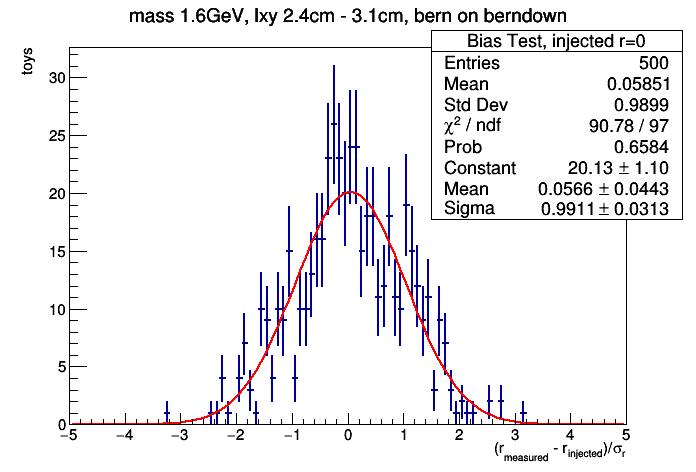 mass 1.6GeV, lxy 2.4cm - 3.1cm, bern on berndown
Bias Test, injected r=0
Entries 500
Mean 0.05851
Std Dev 0.9899
χ² / ndf 90.78 / 97
Prob 0.6584
Constant 20.13 ± 1.10
Mean 0.0566 ± 0.0443
Sigma 0.9911 ± 0.0313
toys
30
25
20
15
10
5
0
−5 −4 −3 −2 −1 0 1 2 3 4 5
(r_measured - r_injected)/σ_r